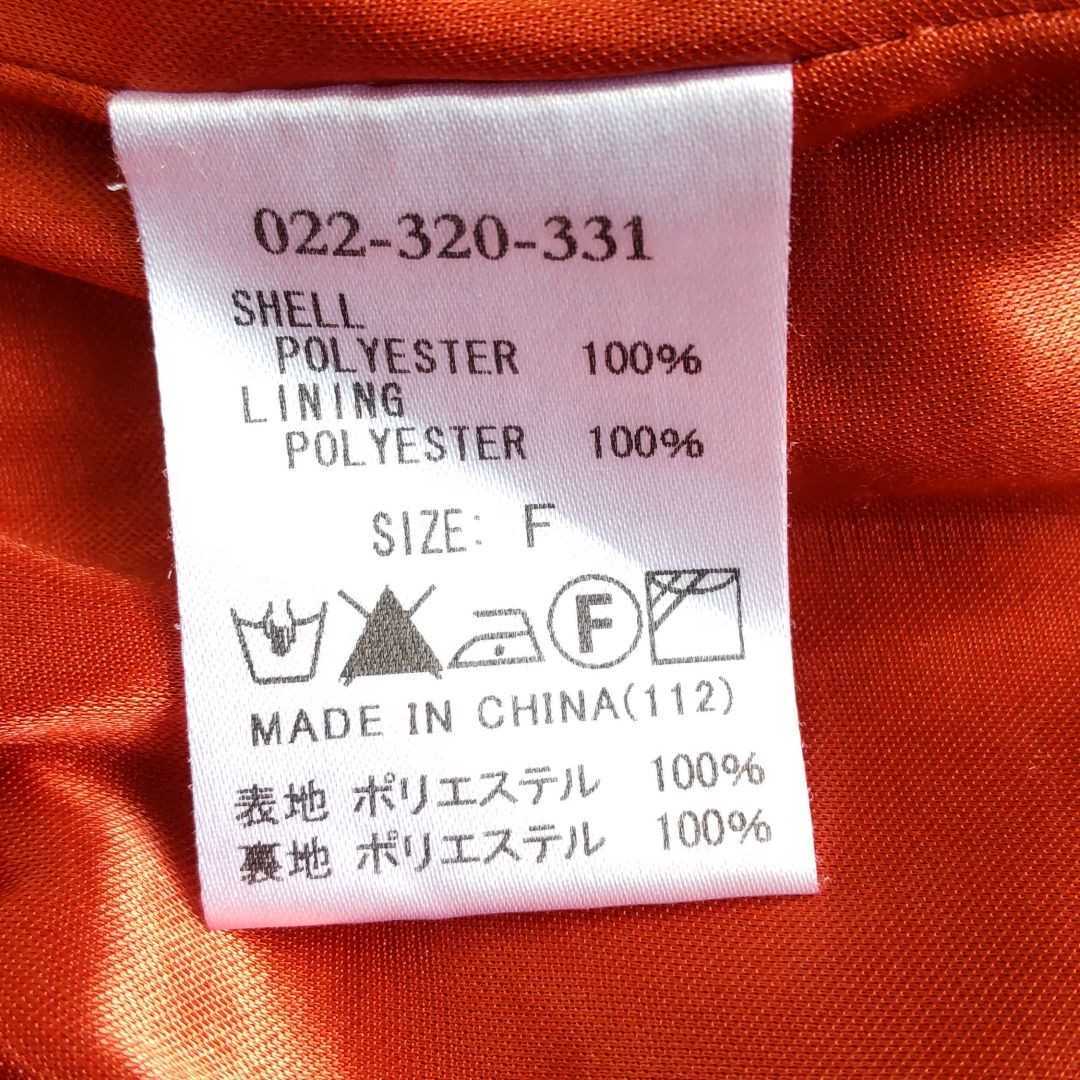 022-320-331
SHELL
POLYESTER 100%
LINING
POLYESTER 100%
SIZE: F
F
MADE IN CHINA(112)
表地 ポリエステル 100%
裏地 ポリエステル 100%